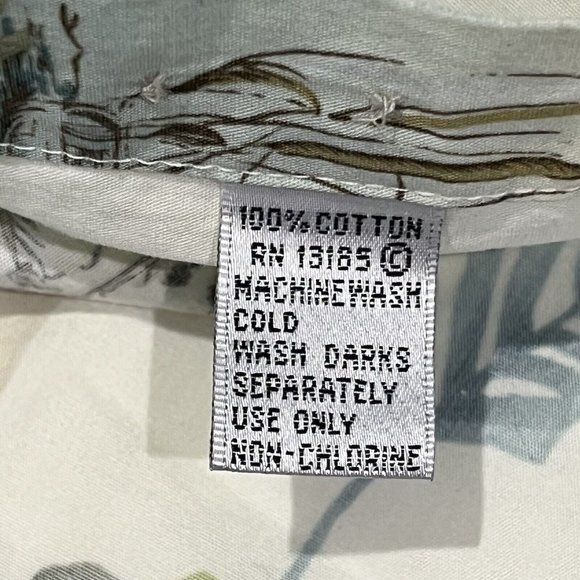 100% COTTON
RN 13185 ©
MACHINE WASH
COLD
WASH DARKS
SEPARATELY
USE ONLY
NON-CHLORINE